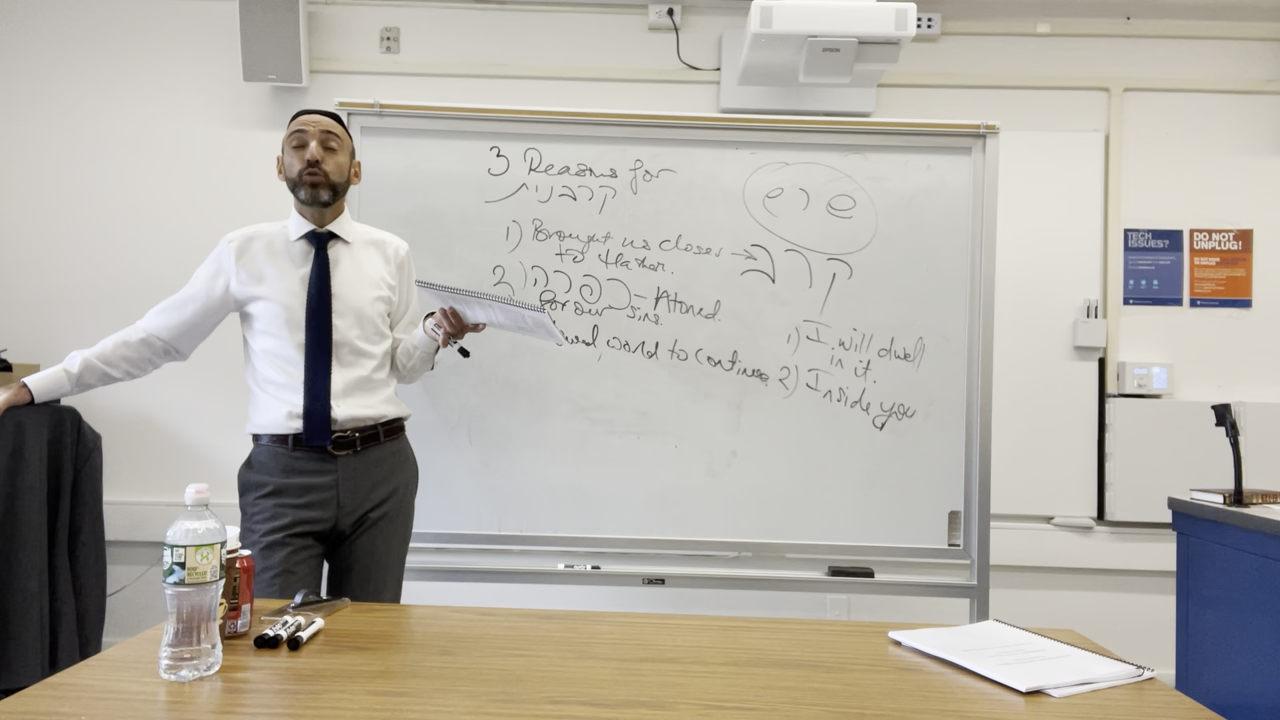 3 Reasons for
קרבנות
1) Brought us closer → קרב
to Hashem.
2) כפרה - Atoned
for our sins.
world to continue
1) I will dwell
in it.
2) Inside you
EPSON
TECH
ISSUES?
DO NOT
UNPLUG!